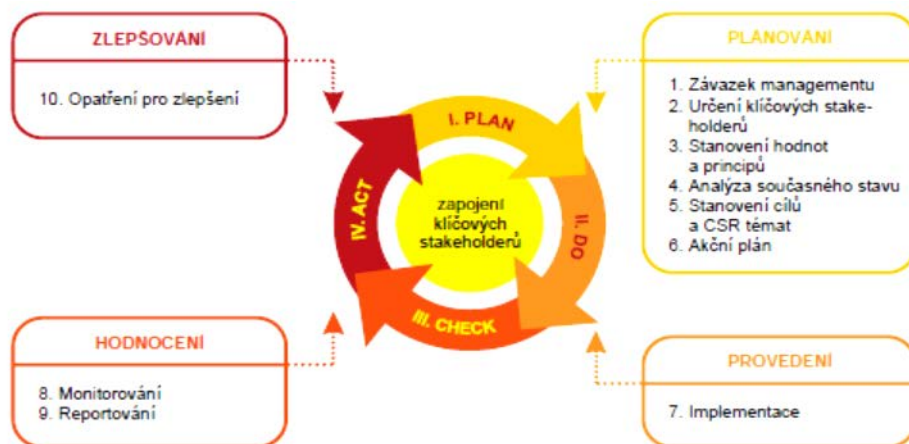 ZLEPŠOVÁNÍ
10. Opatření pro zlepšení
PLÁNOVÁNÍ
1. Závazek managementu
2. Určení klíčových stake-
holderů
3. Stanovení hodnot
a principů
4. Analýza současného stavu
5. Stanovení cílů
a CSR témat
6. Akční plán
I. PLAN
II. DO
III. CHECK
IV. ACT
zapojení
klíčových
stakeholderů
HODNOCENÍ
8. Monitorování
9. Reportování
PROVEDENÍ
7. Implementace